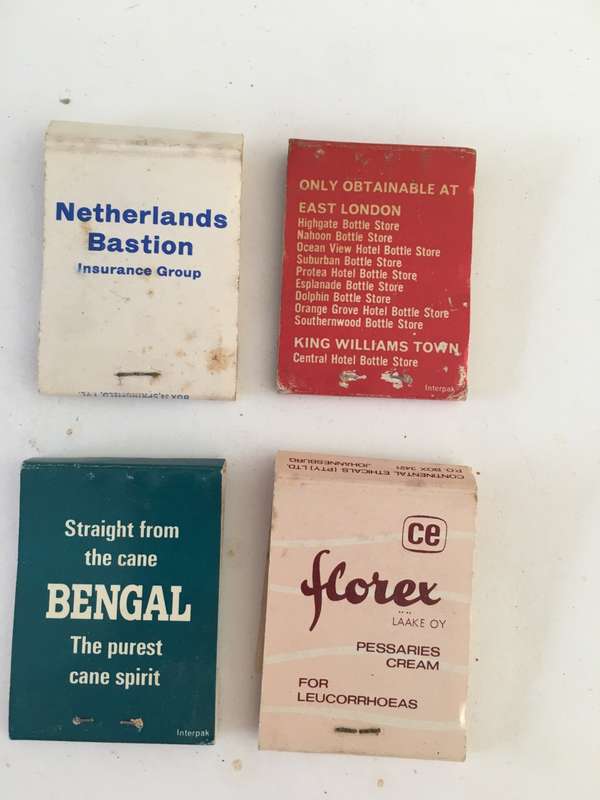 Netherlands
Bastion
Insurance Group
ONLY OBTAINABLE AT
EAST LONDON
Highgate Bottle Store
Nahoon Bottle Store
Ocean View Hotel Bottle Store
Suburban Bottle Store
Protea Hotel Bottle Store
Esplanade Bottle Store
Dolphin Bottle Store
Orange Grove Hotel Bottle Store
Southernwood Bottle Store
KING WILLIAMS TOWN
Central Hotel Bottle Store
Interpak
Straight from
the cane
BENGAL
The purest
cane spirit
Interpak
CONTINENTAL ETHICALS (PTY) LTD.
P.O. BOX 3421
JOHANNESBURG
ce
florex
LÄÄKE OY
PESSARIES
CREAM
FOR
LEUCORRHOEAS